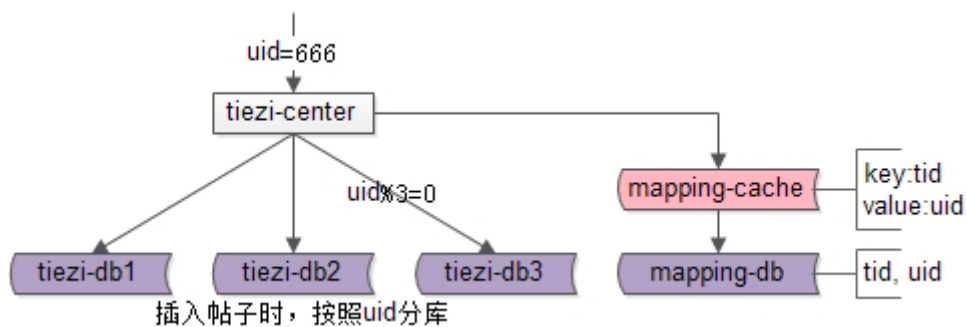 uid=666
tiezi-center
uid%3=0
mapping-cache
key:tid
value:uid
tiezi-db1
tiezi-db2
tiezi-db3
mapping-db
tid, uid
插入帖子时，按照uid分库